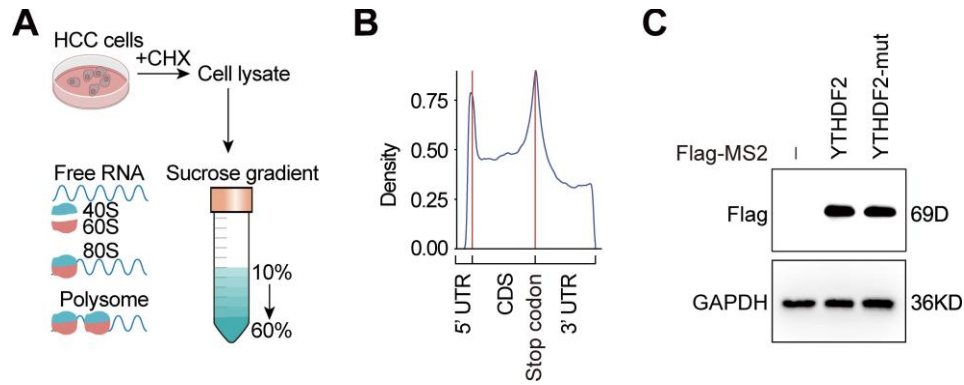 A
HCC cells
+CHX
Cell lysate
Free RNA
40S
60S
80S
Polysome
Sucrose gradient
10%
60%
B
Density
0.75
0.50
0.25
0.00
5' UTR
CDS
Stop codon
3' UTR
C
Flag-MS2
–
YTHDF2
YTHDF2-mut
Flag
69D
GAPDH
36KD